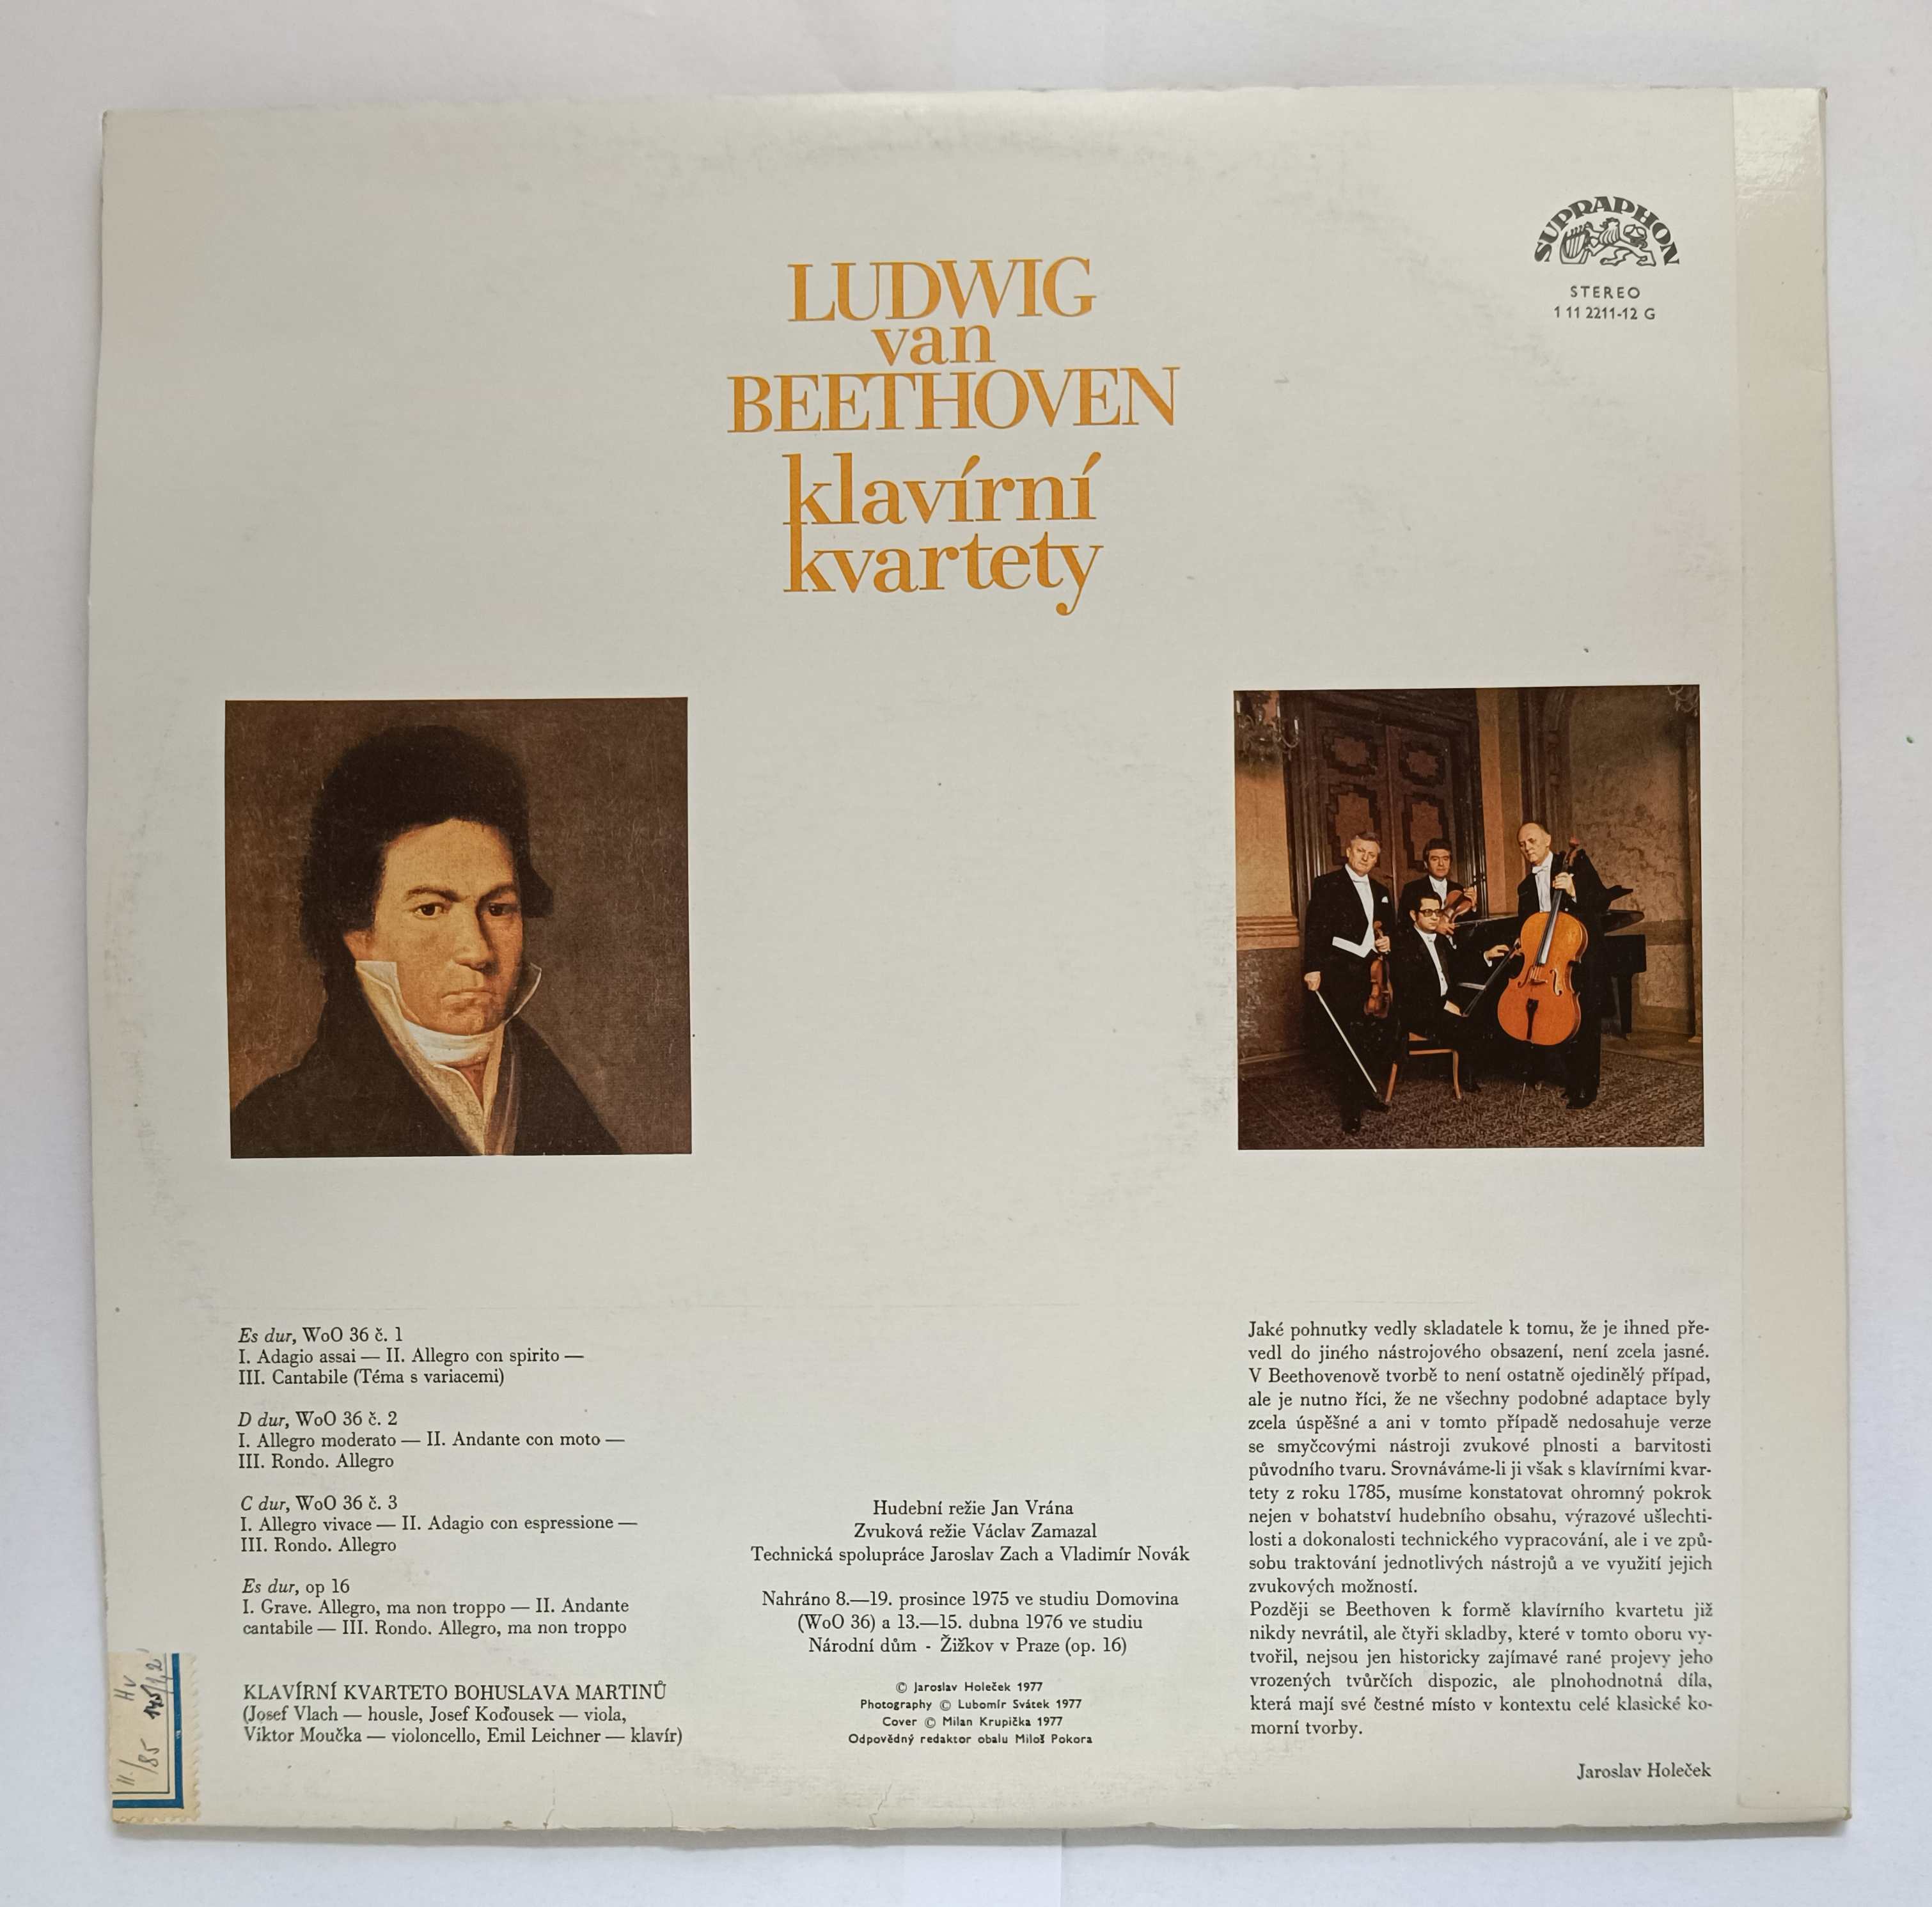 SUPRAPHON
STEREO
1 11 2211-12 G
LUDWIG
van
BEETHOVEN
klavírní
kvartety
Es dur, WoO 36 č. 1
I. Adagio assai — II. Allegro con spirito —
III. Cantabile (Téma s variacemi)
D dur, WoO 36 č. 2
I. Allegro moderato — II. Andante con moto —
III. Rondo. Allegro
C dur, WoO 36 č. 3
I. Allegro vivace — II. Adagio con espressione —
III. Rondo. Allegro
Es dur, op 16
I. Grave. Allegro, ma non troppo — II. Andante
cantabile — III. Rondo. Allegro, ma non troppo
KLAVÍRNÍ KVARTETO BOHUSLAVA MARTINŮ
(Josef Vlach — housle, Josef Koďousek — viola,
Viktor Moučka — violoncello, Emil Leichner — klavír)
Hudební režie Jan Vrána
Zvuková režie Václav Zamazal
Technická spolupráce Jaroslav Zach a Vladimír Novák
Nahráno 8.—19. prosince 1975 ve studiu Domovina
(WoO 36) a 13.—15. dubna 1976 ve studiu
Národní dům - Žižkov v Praze (op. 16)
© Jaroslav Holeček 1977
Photography © Lubomír Svátek 1977
Cover © Milan Krupička 1977
Odpovědný redaktor obalu Miloš Pokora
Jaké pohnutky vedly skladatele k tomu, že je ihned pře-
vedl do jiného nástrojového obsazení, není zcela jasné.
V Beethovenově tvorbě to není ostatně ojedinělý případ,
ale je nutno říci, že ne všechny podobné adaptace byly
zcela úspěšné a ani v tomto případě nedosahuje verze
se smyčcovými nástroji zvukové plnosti a barvitosti
původního tvaru. Srovnáváme-li ji však s klavírními kvar-
tety z roku 1785, musíme konstatovat ohromný pokrok
nejen v bohatství hudebního obsahu, výrazové ušlechti-
losti a dokonalosti technického vypracování, ale i ve způ-
sobu traktování jednotlivých nástrojů a ve využití jejich
zvukových možností.
Později se Beethoven k formě klavírního kvartetu již
nikdy nevrátil, ale čtyři skladby, které v tomto oboru vy-
tvořil, nejsou jen historicky zajímavé rané projevy jeho
vrozených tvůrčích dispozic, ale plnohodnotná díla,
která mají své čestné místo v kontextu celé klasické ko-
morní tvorby.
Jaroslav Holeček